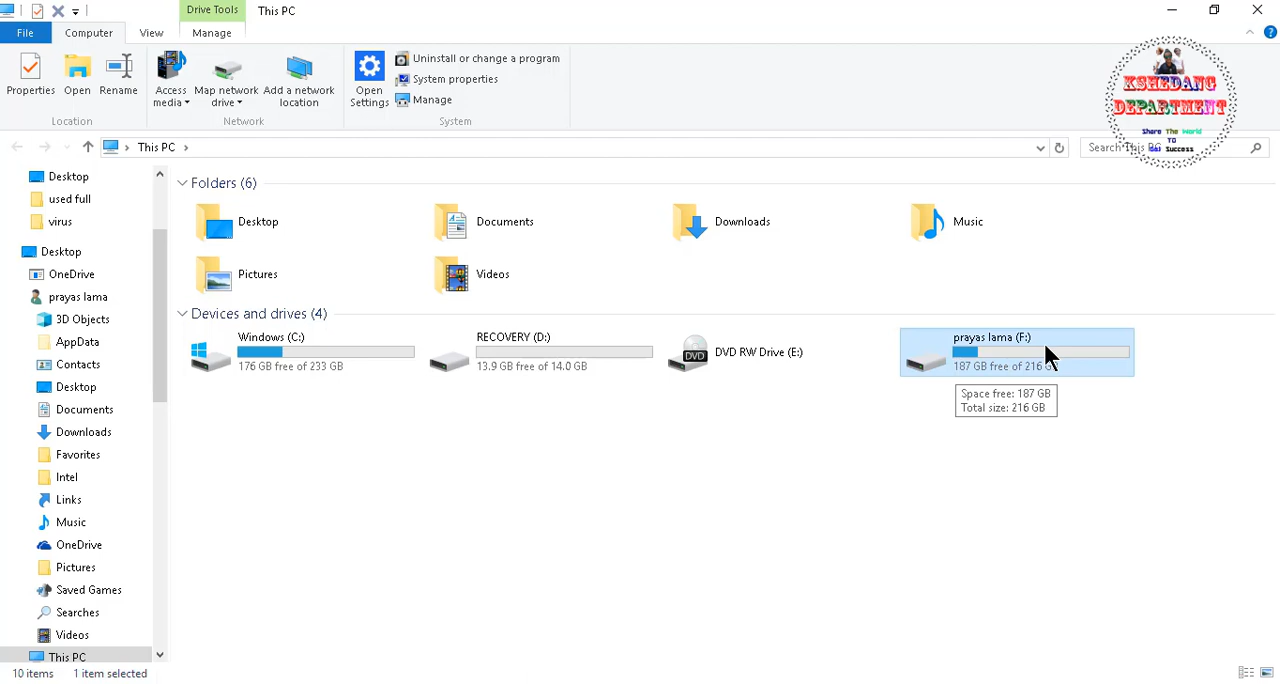 Drive Tools
This PC
File
Computer
View
Manage
Properties
Open
Rename
Access media
Map network drive
Add a network location
Open Settings
Uninstall or change a program
System properties
Manage
Location
Network
System
KSHEDANG
DEPARTMENT
Share The World
TO
Success
This PC
Search This PC
Desktop
used full
virus
Desktop
OneDrive
prayas lama
3D Objects
AppData
Contacts
Desktop
Documents
Downloads
Favorites
Intel
Links
Music
OneDrive
Pictures
Saved Games
Searches
Videos
This PC
Folders (6)
Desktop
Documents
Downloads
Music
Pictures
Videos
Devices and drives (4)
Windows (C:)
176 GB free of 233 GB
RECOVERY (D:)
13.9 GB free of 14.0 GB
DVD RW Drive (E:)
DVD
prayas lama (F:)
187 GB free of 216
Space free: 187 GB
Total size: 216 GB
10 items
1 item selected